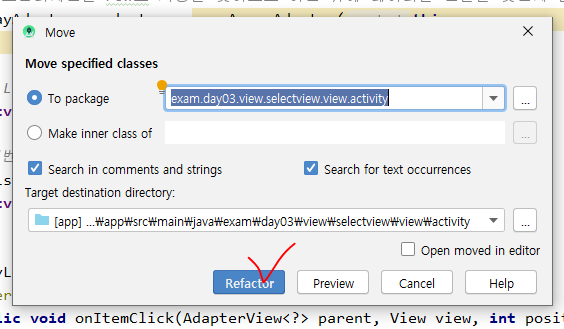 Move
Move specified classes
To package
exam.day03.view.selectview.view.activity
...
Make inner class of
...
Search in comments and strings
Search for text occurrences
Target destination directory:
[app] ...₩app₩src₩main₩java₩exam₩day03₩view₩selectview₩view₩activity
...
Open moved in editor
Refactor
Preview
Cancel
Help
lic void onItemClick(AdapterView<?> parent, View view, int posit